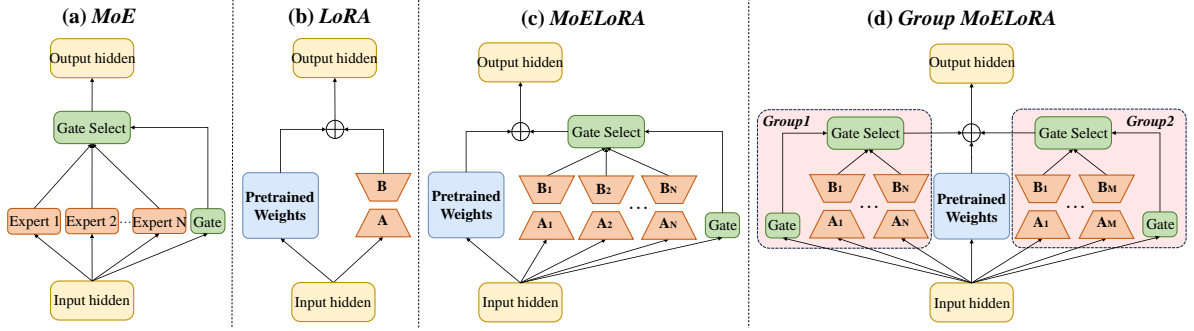 (a) MoE
Output hidden
Gate Select
Expert 1
Expert 2
...
Expert N
Gate
Input hidden
(b) LoRA
Output hidden
Pretrained
Weights
B
A
Input hidden
(c) MoELoRA
Output hidden
Gate Select
Pretrained
Weights
B1
B2
BN
...
A1
A2
AN
Gate
Input hidden
(d) Group MoELoRA
Output hidden
Group1
Gate Select
Gate Select
Group2
B1
BN
...
A1
AN
Gate
Pretrained
Weights
B1
BM
...
A1
AM
Gate
Input hidden